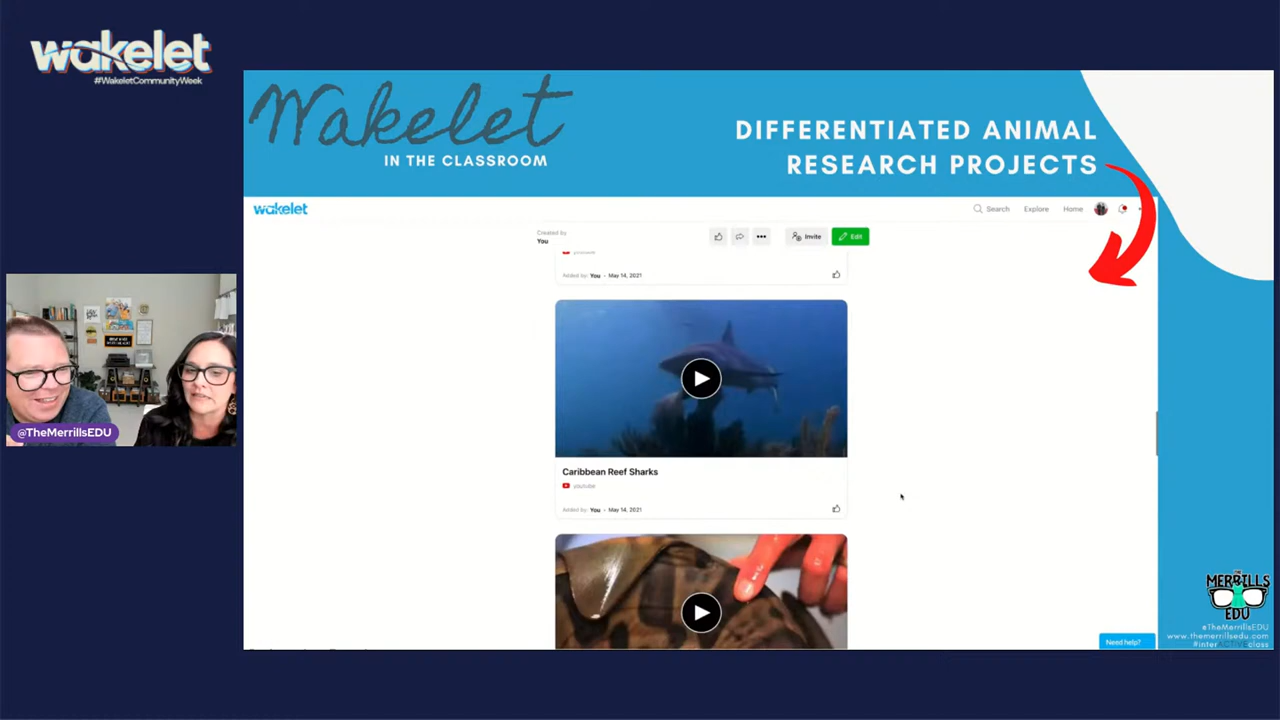 wakelet
#WakeletCommunityWeek
Wakelet
IN THE CLASSROOM
DIFFERENTIATED ANIMAL
RESEARCH PROJECTS
wakelet
Search
Explore
Home
Created by
You
Invite
Edit
youtube
Added by: You - May 14, 2021
Caribbean Reef Sharks
youtube
Added by: You - May 14, 2021
@TheMerrillsEDU
Need help?
THE
MERRILLS
EDU
@TheMerrillsEDU
www.themerrillsedu.com
#interACTIVEclass